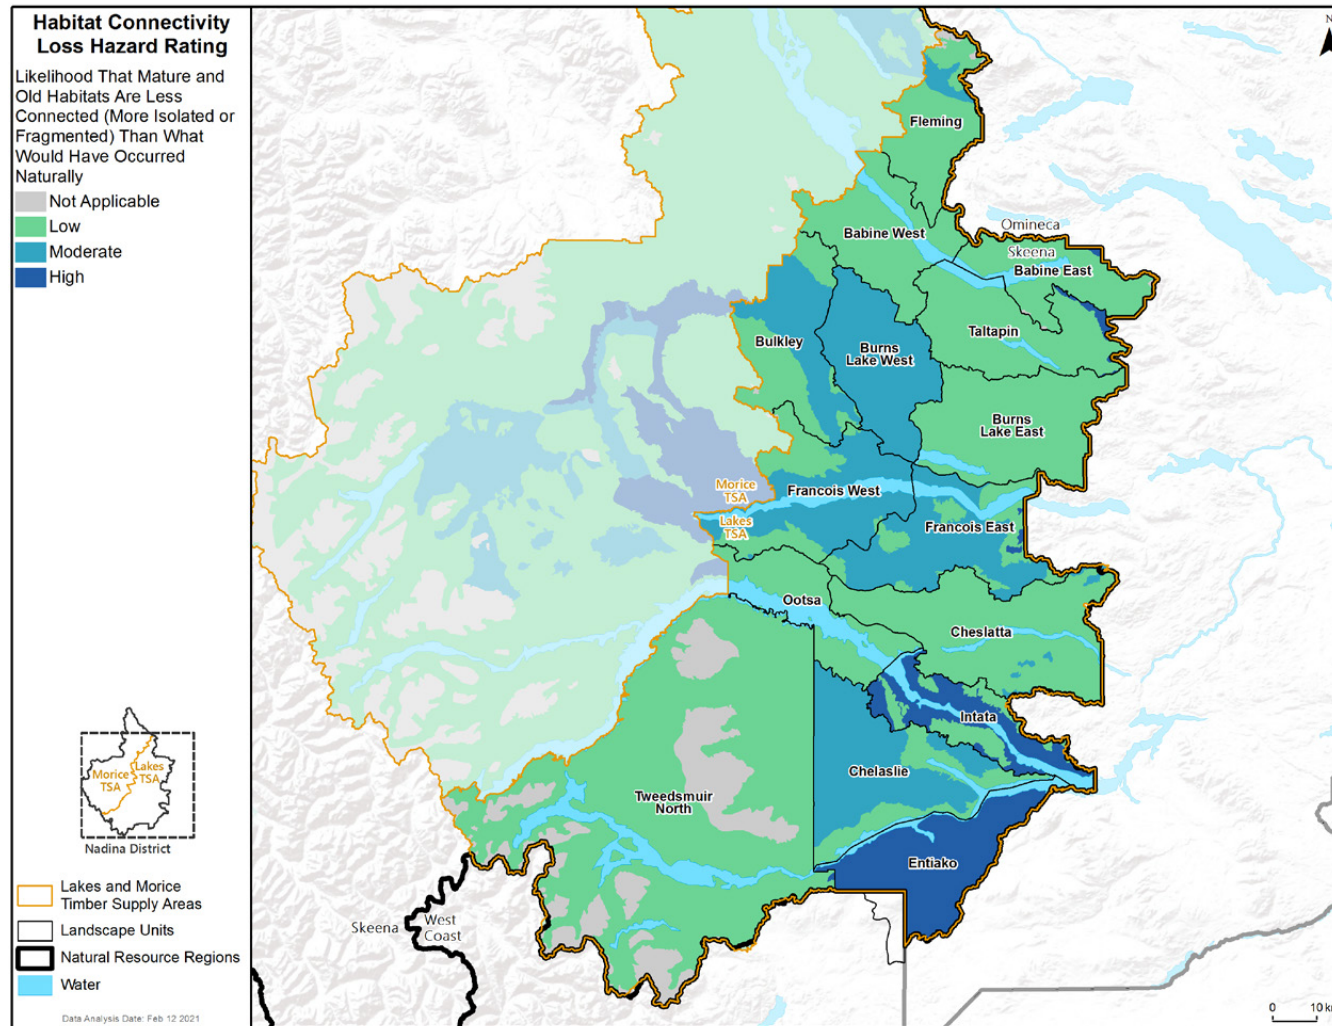 Habitat Connectivity
Loss Hazard Rating
Likelihood That Mature and
Old Habitats Are Less
Connected (More Isolated or
Fragmented) Than What
Would Have Occurred
Naturally
Not Applicable
Low
Moderate
High
Morice
TSA
Lakes
TSA
Nadina District
Lakes and Morice
Timber Supply Areas
Landscape Units
Natural Resource Regions
Water
Data Analysis Date: Feb 12 2021
N
Fleming
Babine West
Omineca
Skeena
Babine East
Taltapin
Bulkley
Burns
Lake West
Burns
Lake East
Morice
TSA
Lakes
TSA
Francois West
Francois East
Ootsa
Cheslatta
Intata
Chelaslie
Tweedsmuir
North
Entiako
Skeena
West
Coast
0 10